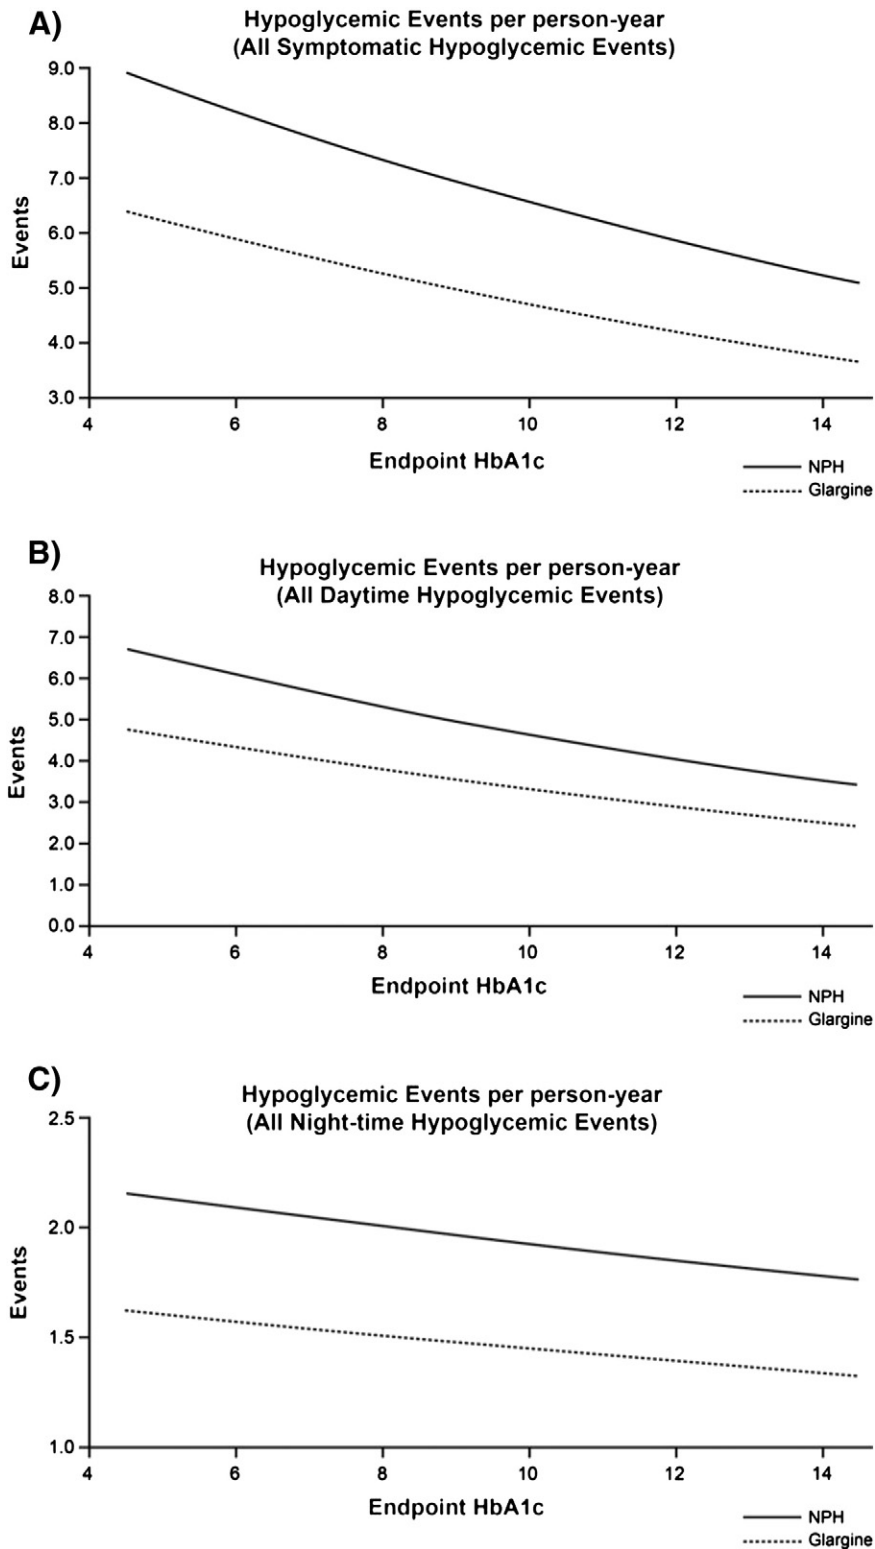 A)
Hypoglycemic Events per person-year
(All Symptomatic Hypoglycemic Events)
9.0
8.0
7.0
6.0
5.0
4.0
3.0
Events
4 6 8 10 12 14
Endpoint HbA1c
NPH
Glargine
B)
Hypoglycemic Events per person-year
(All Daytime Hypoglycemic Events)
8.0
7.0
6.0
5.0
4.0
3.0
2.0
1.0
0.0
Events
4 6 8 10 12 14
Endpoint HbA1c
NPH
Glargine
C)
Hypoglycemic Events per person-year
(All Night-time Hypoglycemic Events)
2.5
2.0
1.5
1.0
Events
4 6 8 10 12 14
Endpoint HbA1c
NPH
Glargine